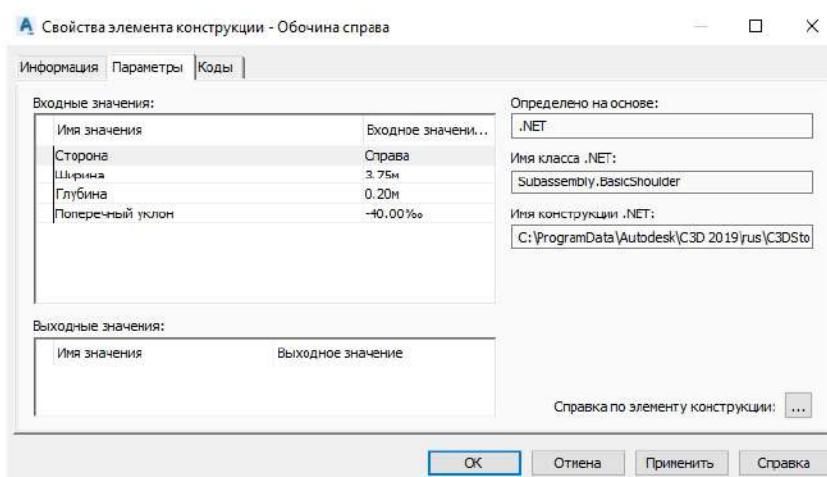 Свойства элемента конструкции - Обочина справа
Информация Параметры Коды
Входные значения:
Имя значения Входное значени...
Сторона Справа
Ширина 3.75м
Глубина 0.20м
Поперечный уклон -40.00‰
Выходные значения:
Имя значения Выходное значение
Определено на основе:
.NET
Имя класса .NET:
Subassembly.BasicShoulder
Имя конструкции .NET:
C:\ProgramData\Autodesk\C3D 2019\rus\C3DSto
Справка по элементу конструкции: ...
ОК Отмена Применить Справка